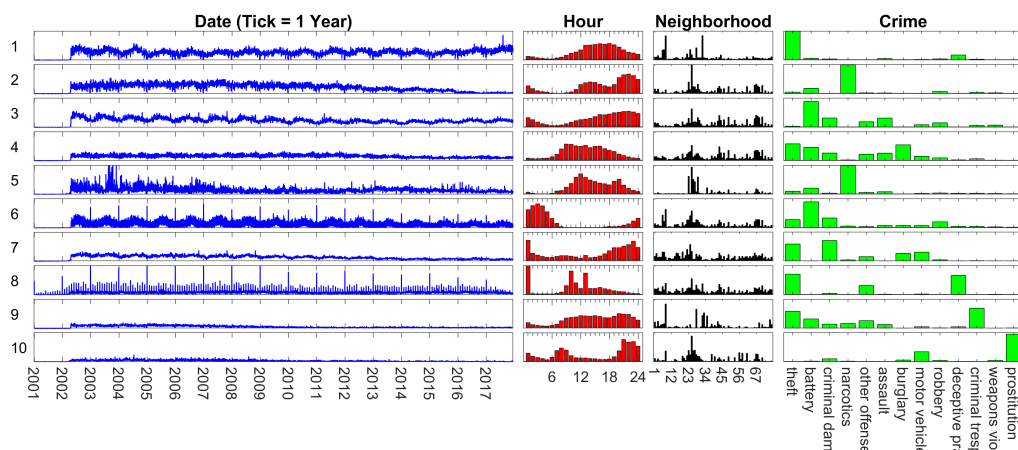 Date (Tick = 1 Year) Hour Neighborhood Crime
1
2
3
4
5
6
7
8
9
10
2001 2002 2003 2004 2005 2006 2007 2008 2009 2010 2011 2012 2013 2014 2015 2016 2017
6 12 18 24
1 12 23 34 45 56 67
theft
battery
criminal dam
narcotics
other offense
assault
burglary
motor vehicle
robbery
deceptive pra
criminal tresp
weapons vio
prostitution